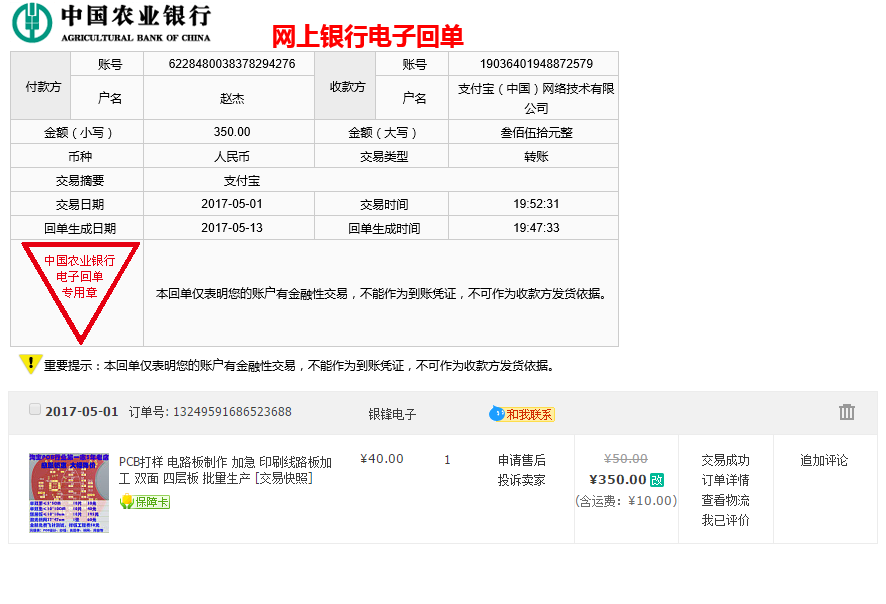 中国农业银行
AGRICULTURAL BANK OF CHINA
网上银行电子回单
付款方 账号 6228480038378294276 收款方 账号 19036401948872579
户名 赵杰 户名 支付宝（中国）网络技术有限公司
金额（小写） 350.00 金额（大写） 叁佰伍拾元整
币种 人民币 交易类型 转账
交易摘要 支付宝
交易日期 2017-05-01 交易时间 19:52:31
回单生成日期 2017-05-13 回单生成时间 19:47:33
中国农业银行
电子回单
专用章
本回单仅表明您的账户有金融性交易，不能作为到账凭证，不可作为收款方发货依据。
重要提示：本回单仅表明您的账户有金融性交易，不能作为到账凭证，不可作为收款方发货依据。
2017-05-01 订单号: 13249591686523688 银锋电子 和我联系
PCB打样 电路板制作 加急 印刷线路板加
工 双面 四层板 批量生产 [交易快照]
保障卡
¥40.00 1 申请售后
投诉卖家
¥50.00
¥350.00 改
(含运费：¥10.00)
交易成功
订单详情
查看物流
我已评价
追加评论